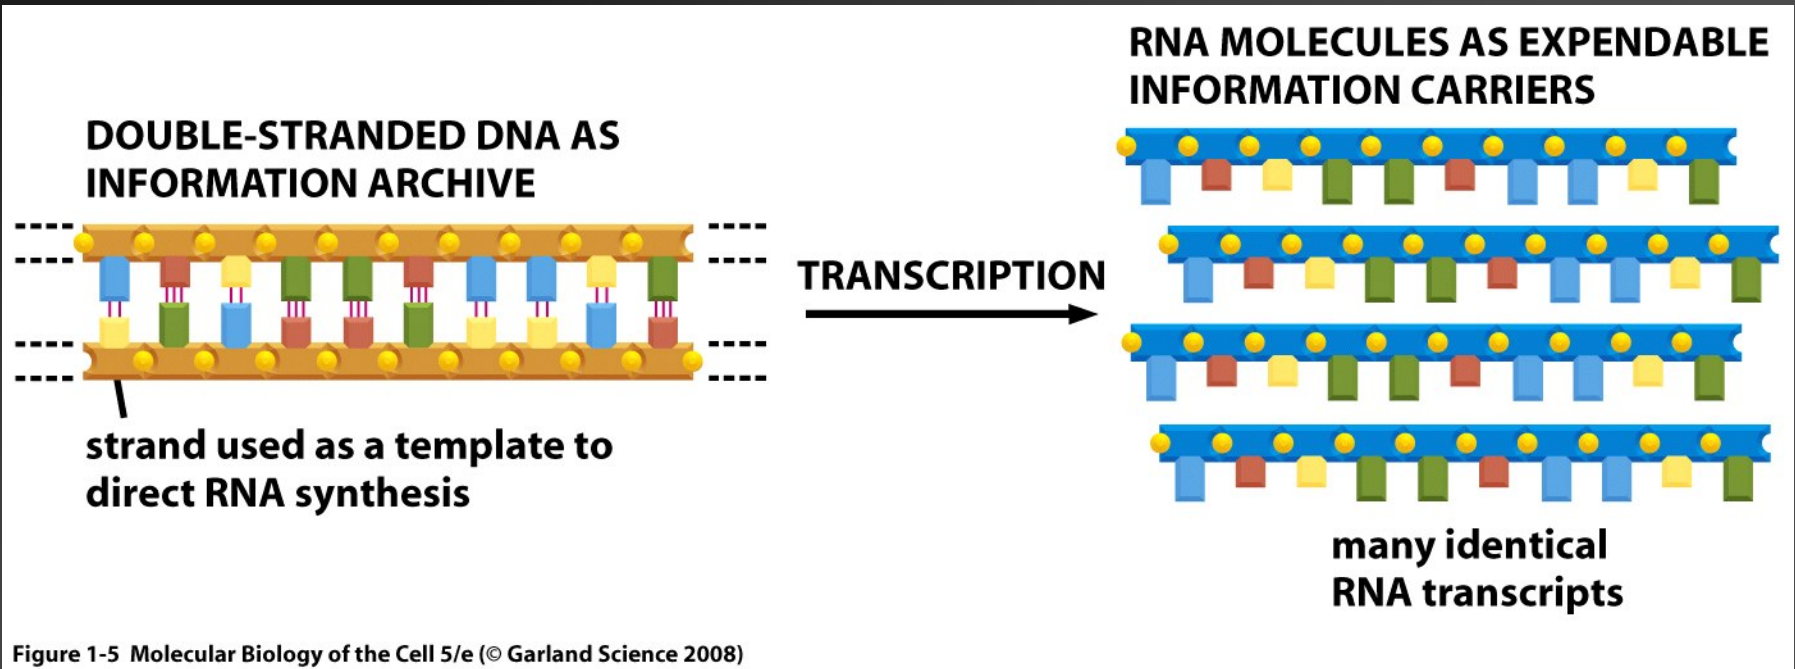 DOUBLE-STRANDED DNA AS
INFORMATION ARCHIVE
strand used as a template to
direct RNA synthesis
TRANSCRIPTION
RNA MOLECULES AS EXPENDABLE
INFORMATION CARRIERS
many identical
RNA transcripts
Figure 1-5 Molecular Biology of the Cell 5/e (© Garland Science 2008)